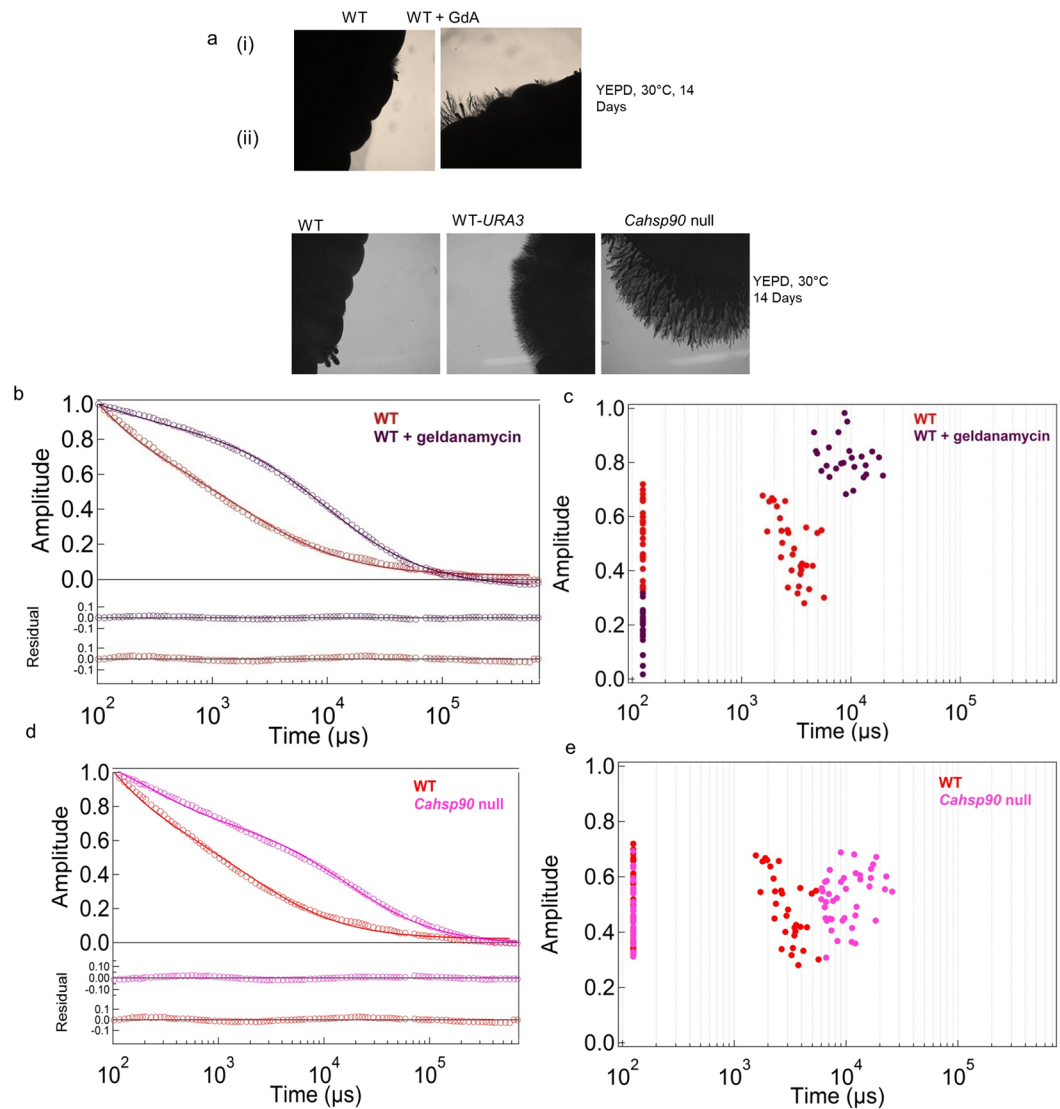 WT WT + GdA
a (i)
YEPD, 30°C, 14
Days
(ii)
WT WT-URA3 Cahsp90 null
YEPD, 30°C
14 Days
b
1.0
0.8
0.6
0.4
0.2
0.0
Amplitude
WT
WT + geldanamycin
0.1
0.0
-0.1
0.1
0.0
-0.1
Residual
10² 10³ 10⁴ 10⁵
Time (µs)
c
1.0
0.8
0.6
0.4
0.2
0.0
Amplitude
WT
WT + geldanamycin
10² 10³ 10⁴ 10⁵
Time (µs)
d
1.0
0.8
0.6
0.4
0.2
0.0
Amplitude
WT
Cahsp90 null
0.10
0.00
-0.10
0.1
0.0
-0.1
Residual
10² 10³ 10⁴ 10⁵
Time (µs)
e
1.0
0.8
0.6
0.4
0.2
0.0
Amplitude
WT
Cahsp90 null
10² 10³ 10⁴ 10⁵
Time (µs)